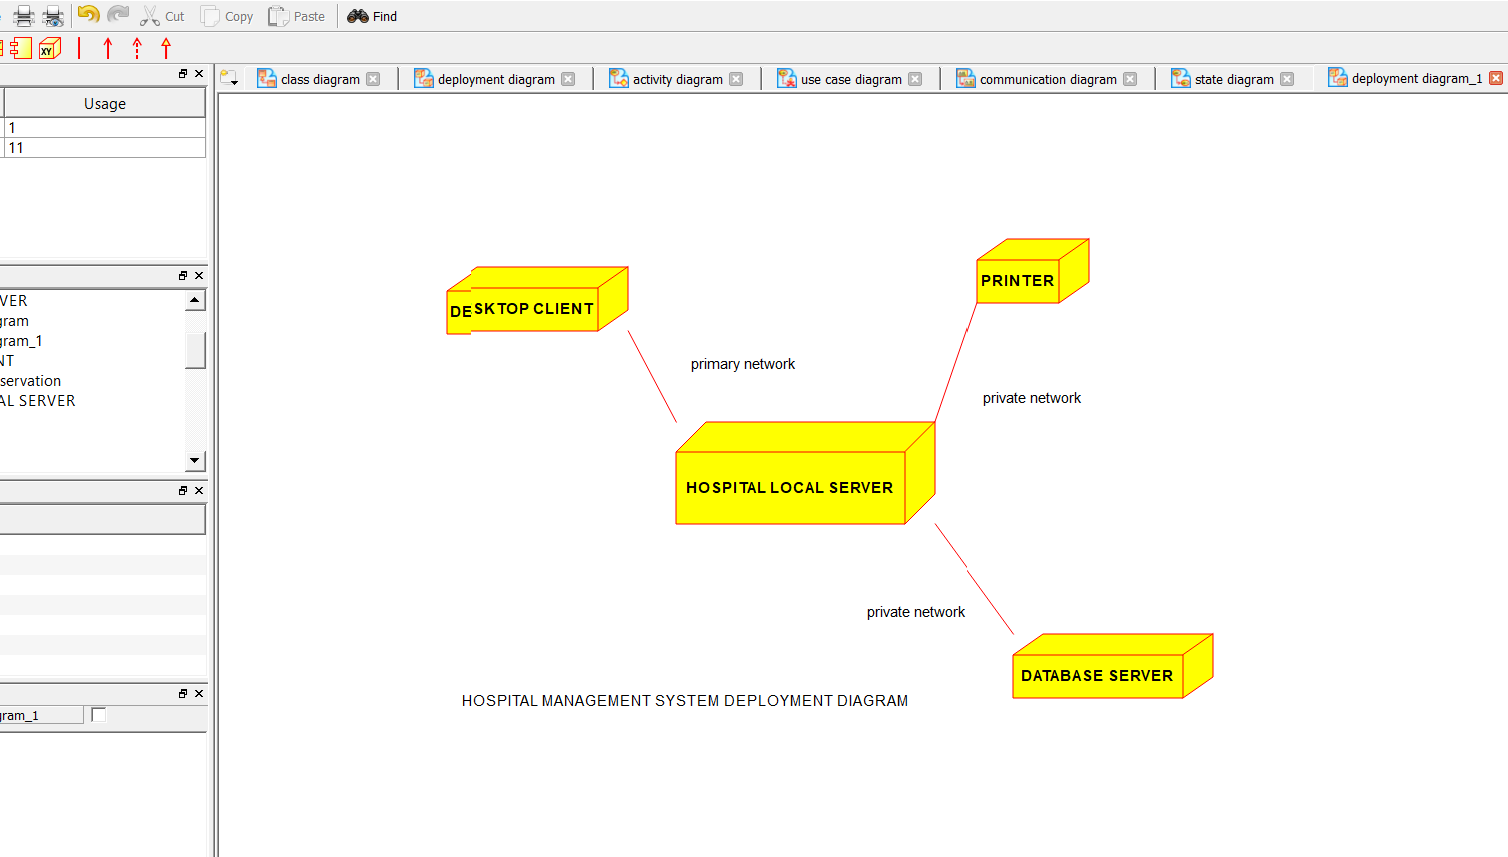 Cut Copy Paste Find
XY
class diagram deployment diagram activity diagram use case diagram communication diagram state diagram deployment diagram_1
Usage
1
11
VER
gram
gram_1
NT
servation
AL SERVER
gram_1
PRINTER
DESKTOP CLIENT
primary network
private network
HOSPITAL LOCAL SERVER
private network
DATABASE SERVER
HOSPITAL MANAGEMENT SYSTEM DEPLOYMENT DIAGRAM